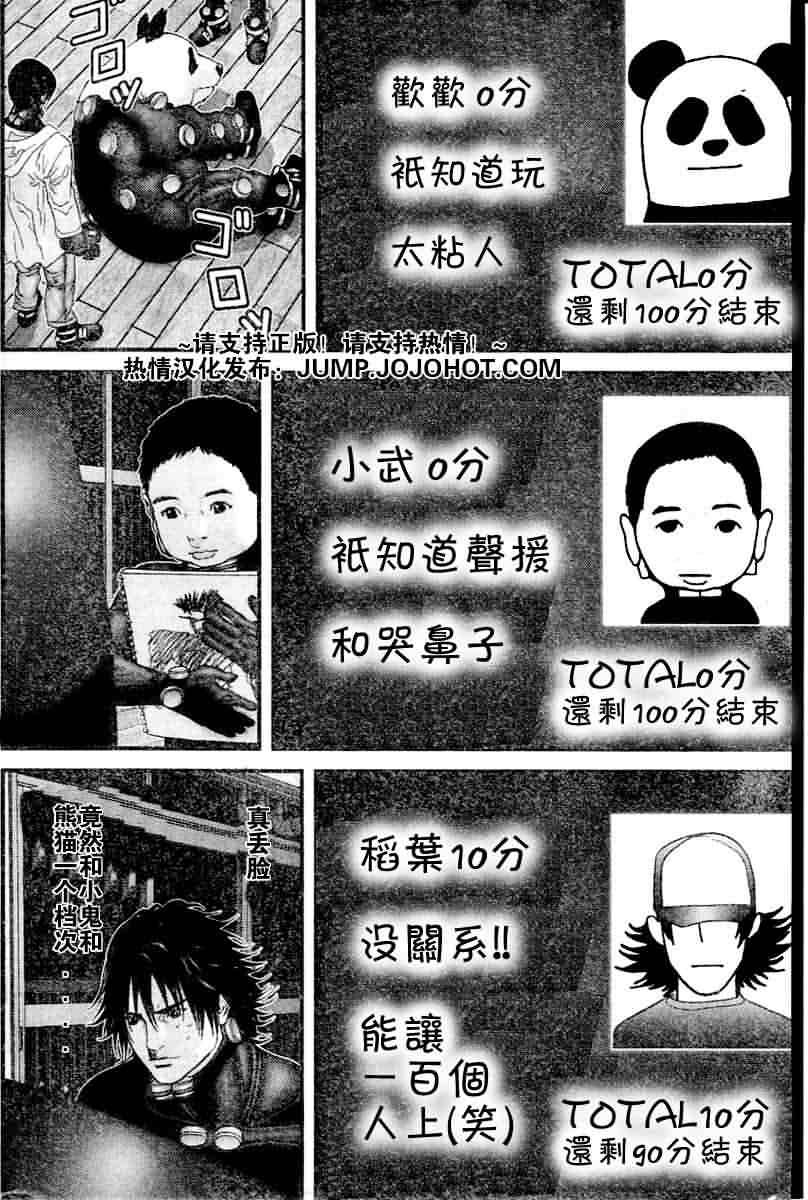 ゴロ
ゴロ
歡歡0分
祇知道玩
太粘人
TOTAL0分
還剩100分結束
~请支持正版！请支持热情！~
热情汉化发布：JUMP.JOJOHOT.COM
小武0分
祇知道聲援
和哭鼻子
TOTAL0分
還剩100分結束
真丢脸
竟然和小鬼和
熊猫一个档次
......
稻葉10分
没關系!!
能讓
一百個
人上(笑)
TOTAL10分
還剩90分結束